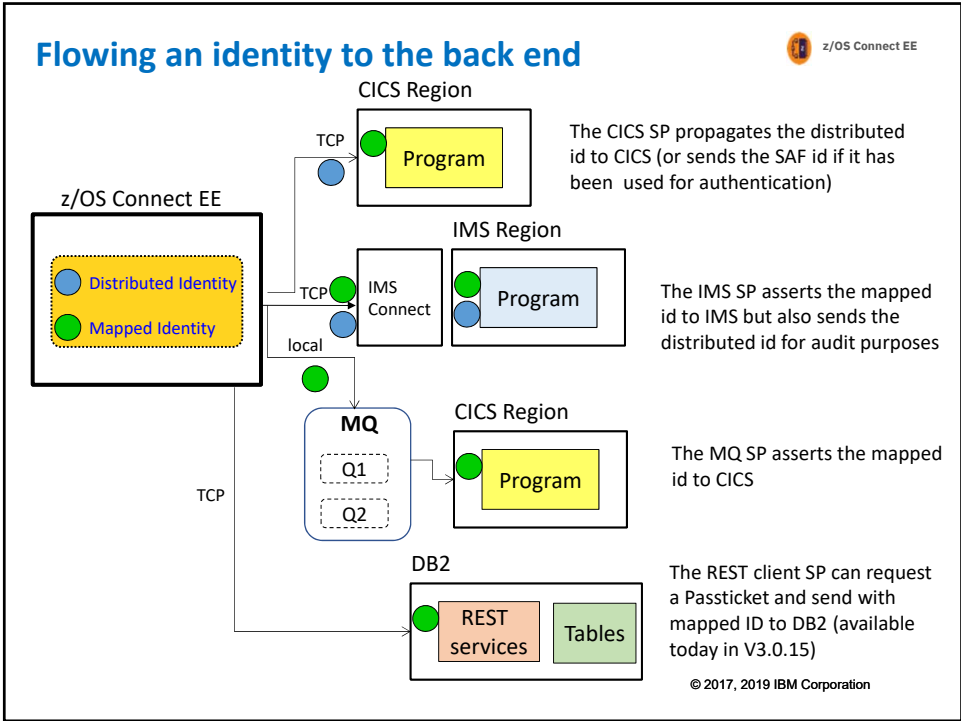 Flowing an identity to the back end
z/OS Connect EE
CICS Region
TCP
Program
The CICS SP propagates the distributed
id to CICS (or sends the SAF id if it has
been used for authentication)
z/OS Connect EE
Distributed Identity
Mapped Identity
IMS Region
TCP
IMS
Connect
Program
The IMS SP asserts the mapped
id to IMS but also sends the
distributed id for audit purposes
local
MQ
Q1
Q2
CICS Region
Program
The MQ SP asserts the mapped
id to CICS
TCP
DB2
REST
services
Tables
The REST client SP can request
a Passticket and send with
mapped ID to DB2 (available
today in V3.0.15)
© 2017, 2019 IBM Corporation